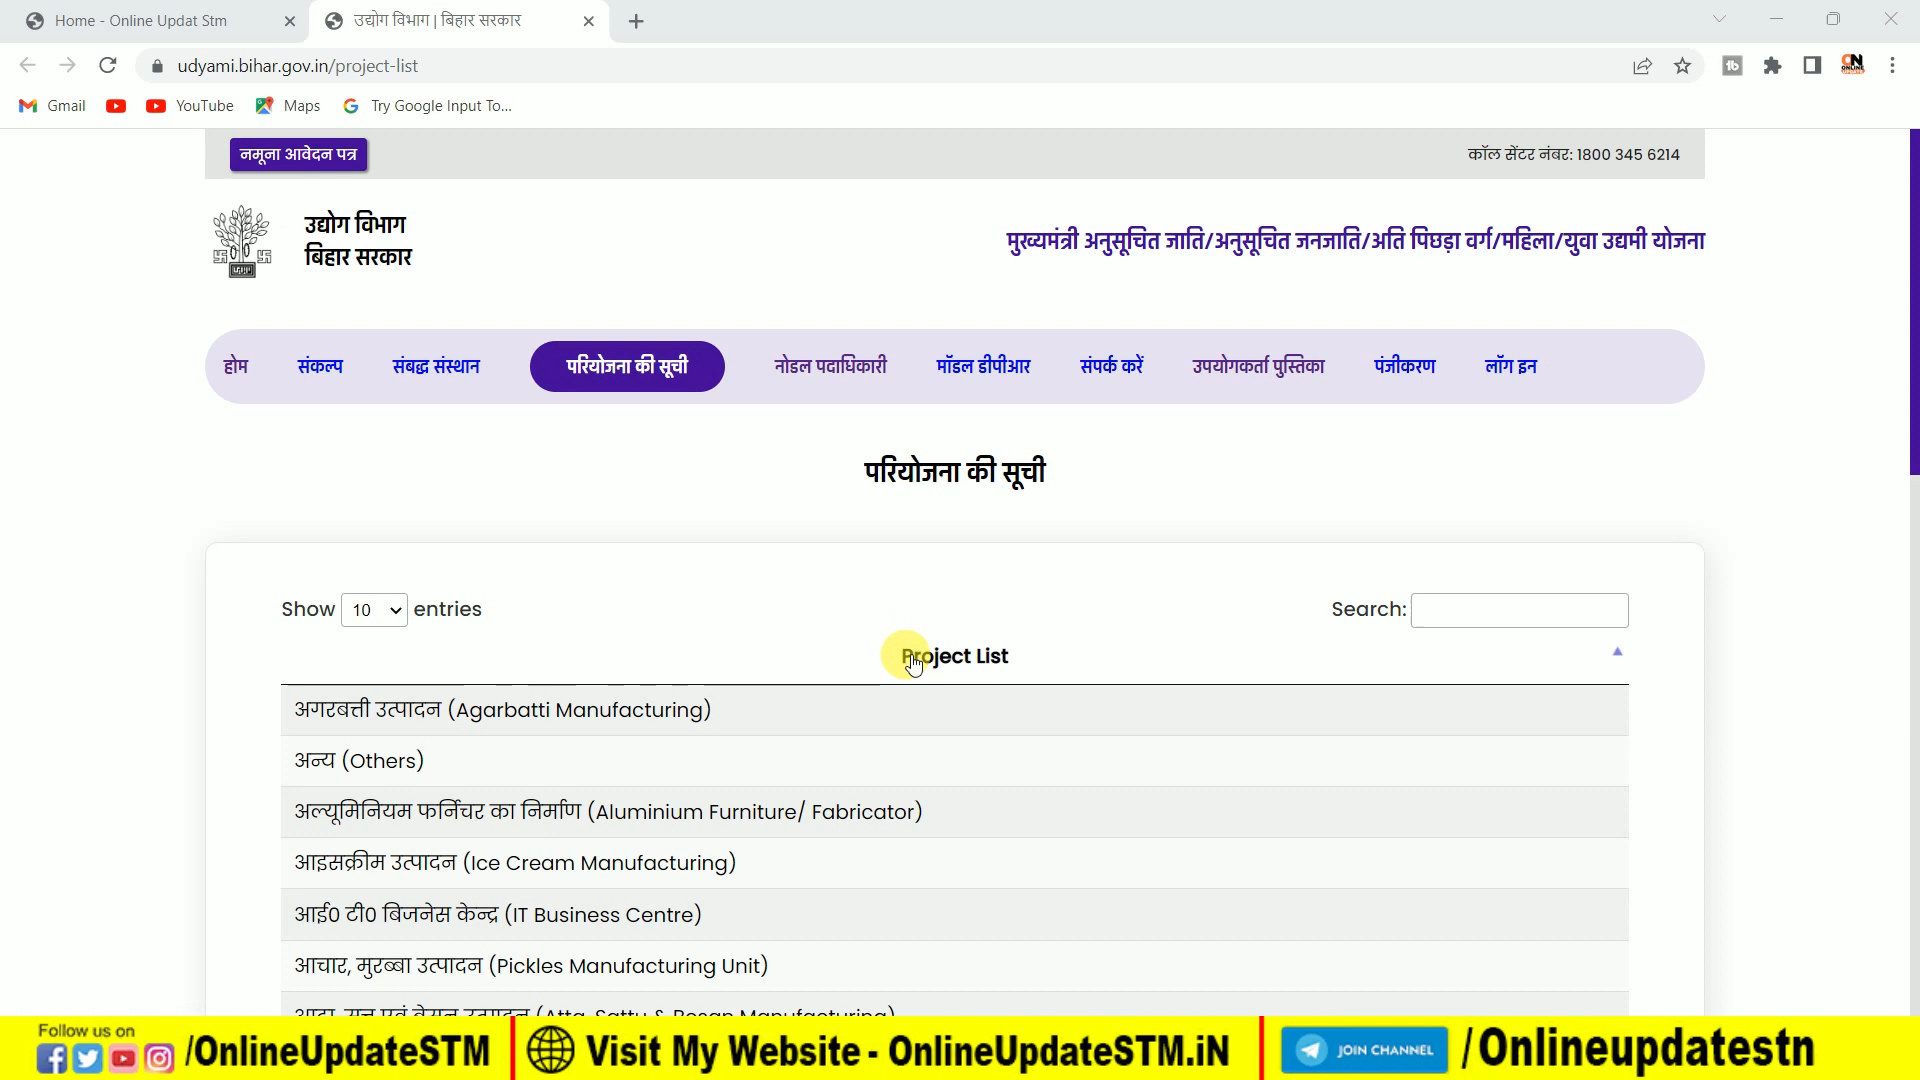 Home - Online Updat Stm
उद्योग विभाग | बिहार सरकार
udyami.bihar.gov.in/project-list
Gmail YouTube Maps Try Google Input To...
नमूना आवेदन पत्र
कॉल सेंटर नंबर: 1800 345 6214
उद्योग विभाग
बिहार सरकार
मुख्यमंत्री अनुसूचित जाति/अनुसूचित जनजाति/अति पिछड़ा वर्ग/महिला/युवा उद्यमी योजना
होम संकल्प संबद्ध संस्थान परियोजना की सूची नोडल पदाधिकारी मॉडल डीपीआर संपर्क करें उपयोगकर्ता पुस्तिका पंजीकरण लॉग इन
परियोजना की सूची
Show 10 entries
Search:
Project List
अगरबत्ती उत्पादन (Agarbatti Manufacturing)
अन्य (Others)
अल्यूमिनियम फर्निचर का निर्माण (Aluminium Furniture/ Fabricator)
आइसक्रीम उत्पादन (Ice Cream Manufacturing)
आई0 टी0 बिजनेस केन्द्र (IT Business Centre)
आचार, मुरब्बा उत्पादन (Pickles Manufacturing Unit)
Follow us on
/OnlineUpdateSTM
Visit My Website - OnlineUpdateSTM.iN
JOIN CHANNEL
/Onlineupdatestn